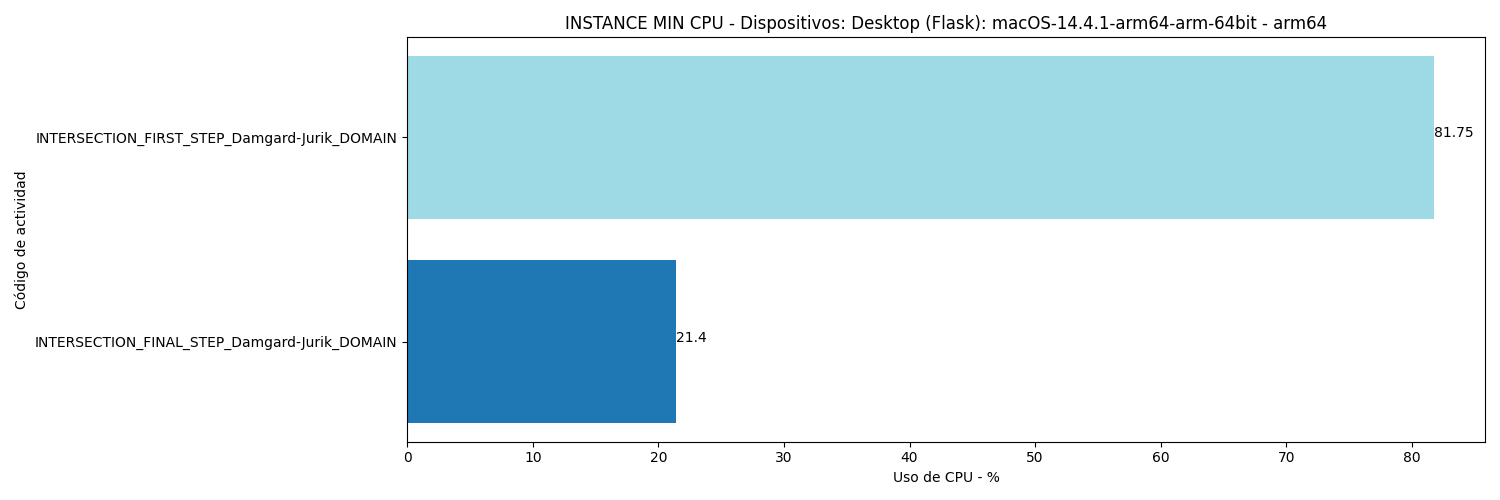 INSTANCE MIN CPU - Dispositivos: Desktop (Flask): macOS-14.4.1-arm64-arm-64bit - arm64
Código de actividad
INTERSECTION_FIRST_STEP_Damgard-Jurik_DOMAIN
81.75
INTERSECTION_FINAL_STEP_Damgard-Jurik_DOMAIN
21.4
0 10 20 30 40 50 60 70 80
Uso de CPU - %